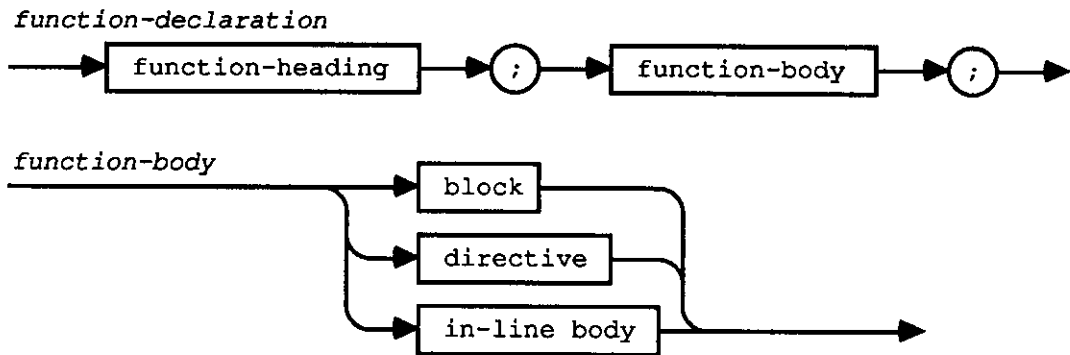 function-declaration
function-heading ; function-body ;
function-body
block
directive
in-line body